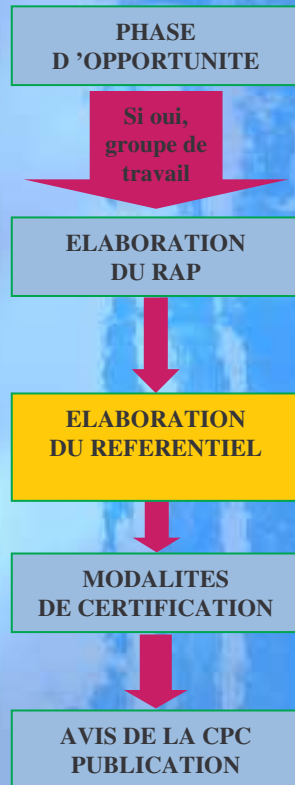 PHASE
D ’OPPORTUNITE
Si oui,
groupe de
travail
ELABORATION
DU RAP
ELABORATION
DU REFERENTIEL
MODALITES
DE CERTIFICATION
AVIS DE LA CPC
PUBLICATION